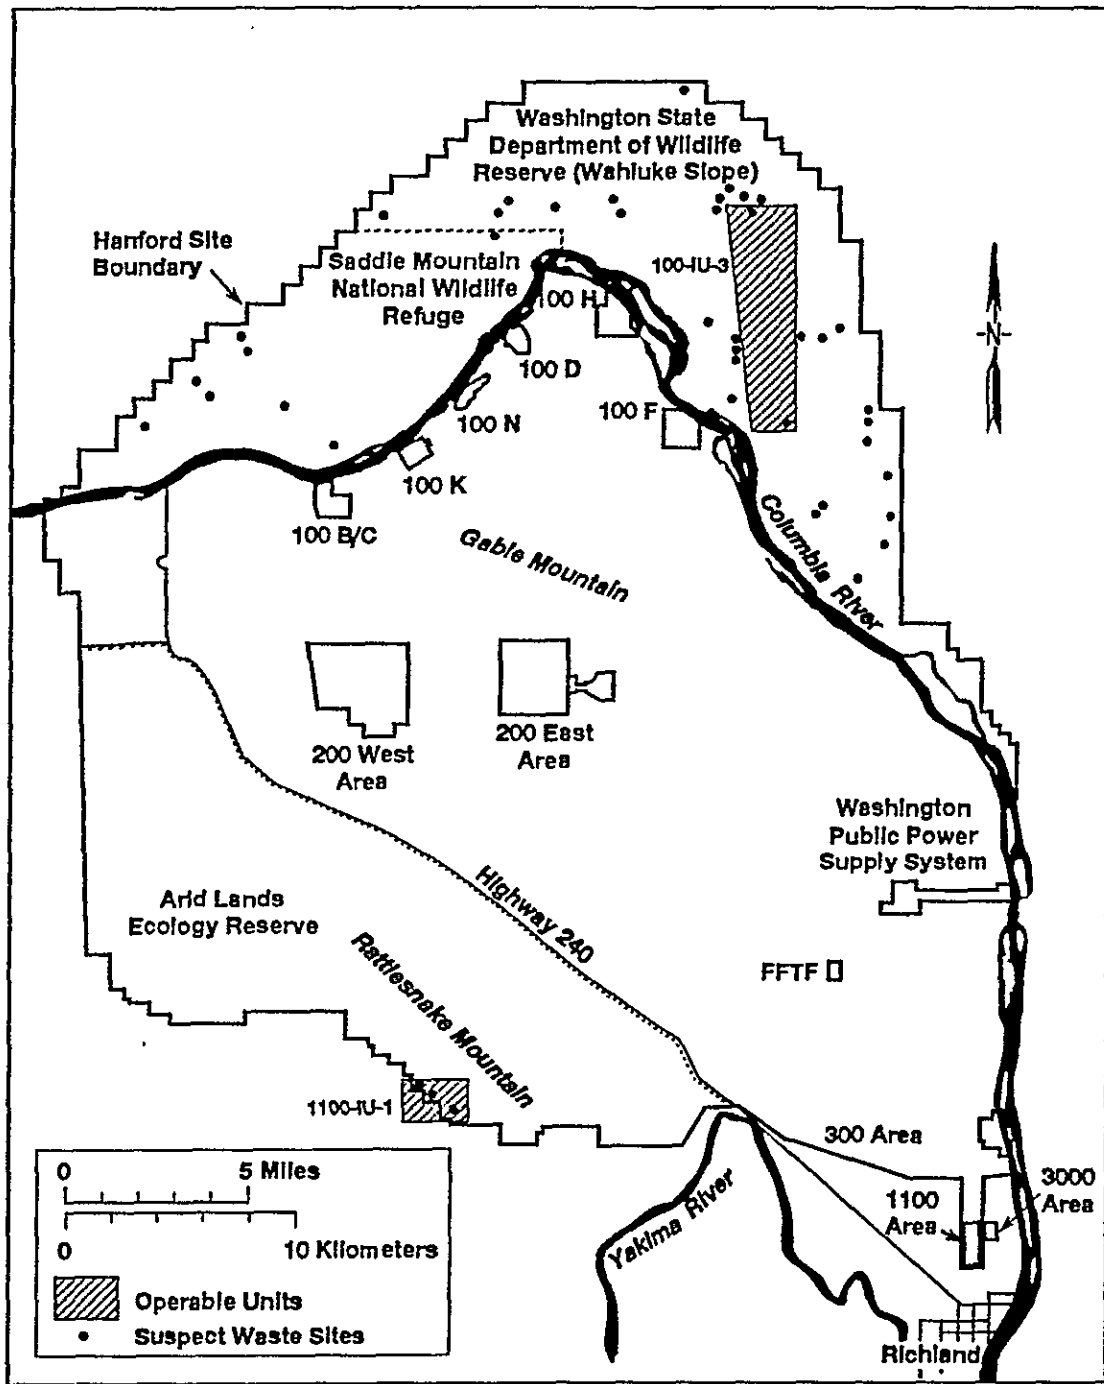 Washington State
Department of Wildlife
Reserve (Wahluke Slope)
Hanford Site
Boundary
Saddle Mountain
National Wildlife
Refuge
100-IU-3
100 H
N
100 D
100 N
100 F
100 K
100 B/C
Gable Mountain
Columbia River
200 West
Area
200 East
Area
Washington
Public Power
Supply System
Arid Lands
Ecology Reserve
Highway 240
Rattlesnake Mountain
FFTF
1100-IU-1
300 Area
3000
Area
1100
Area
Yakima River
Richland
0 5 Miles
0 10 Kilometers
Operable Units
Suspect Waste Sites